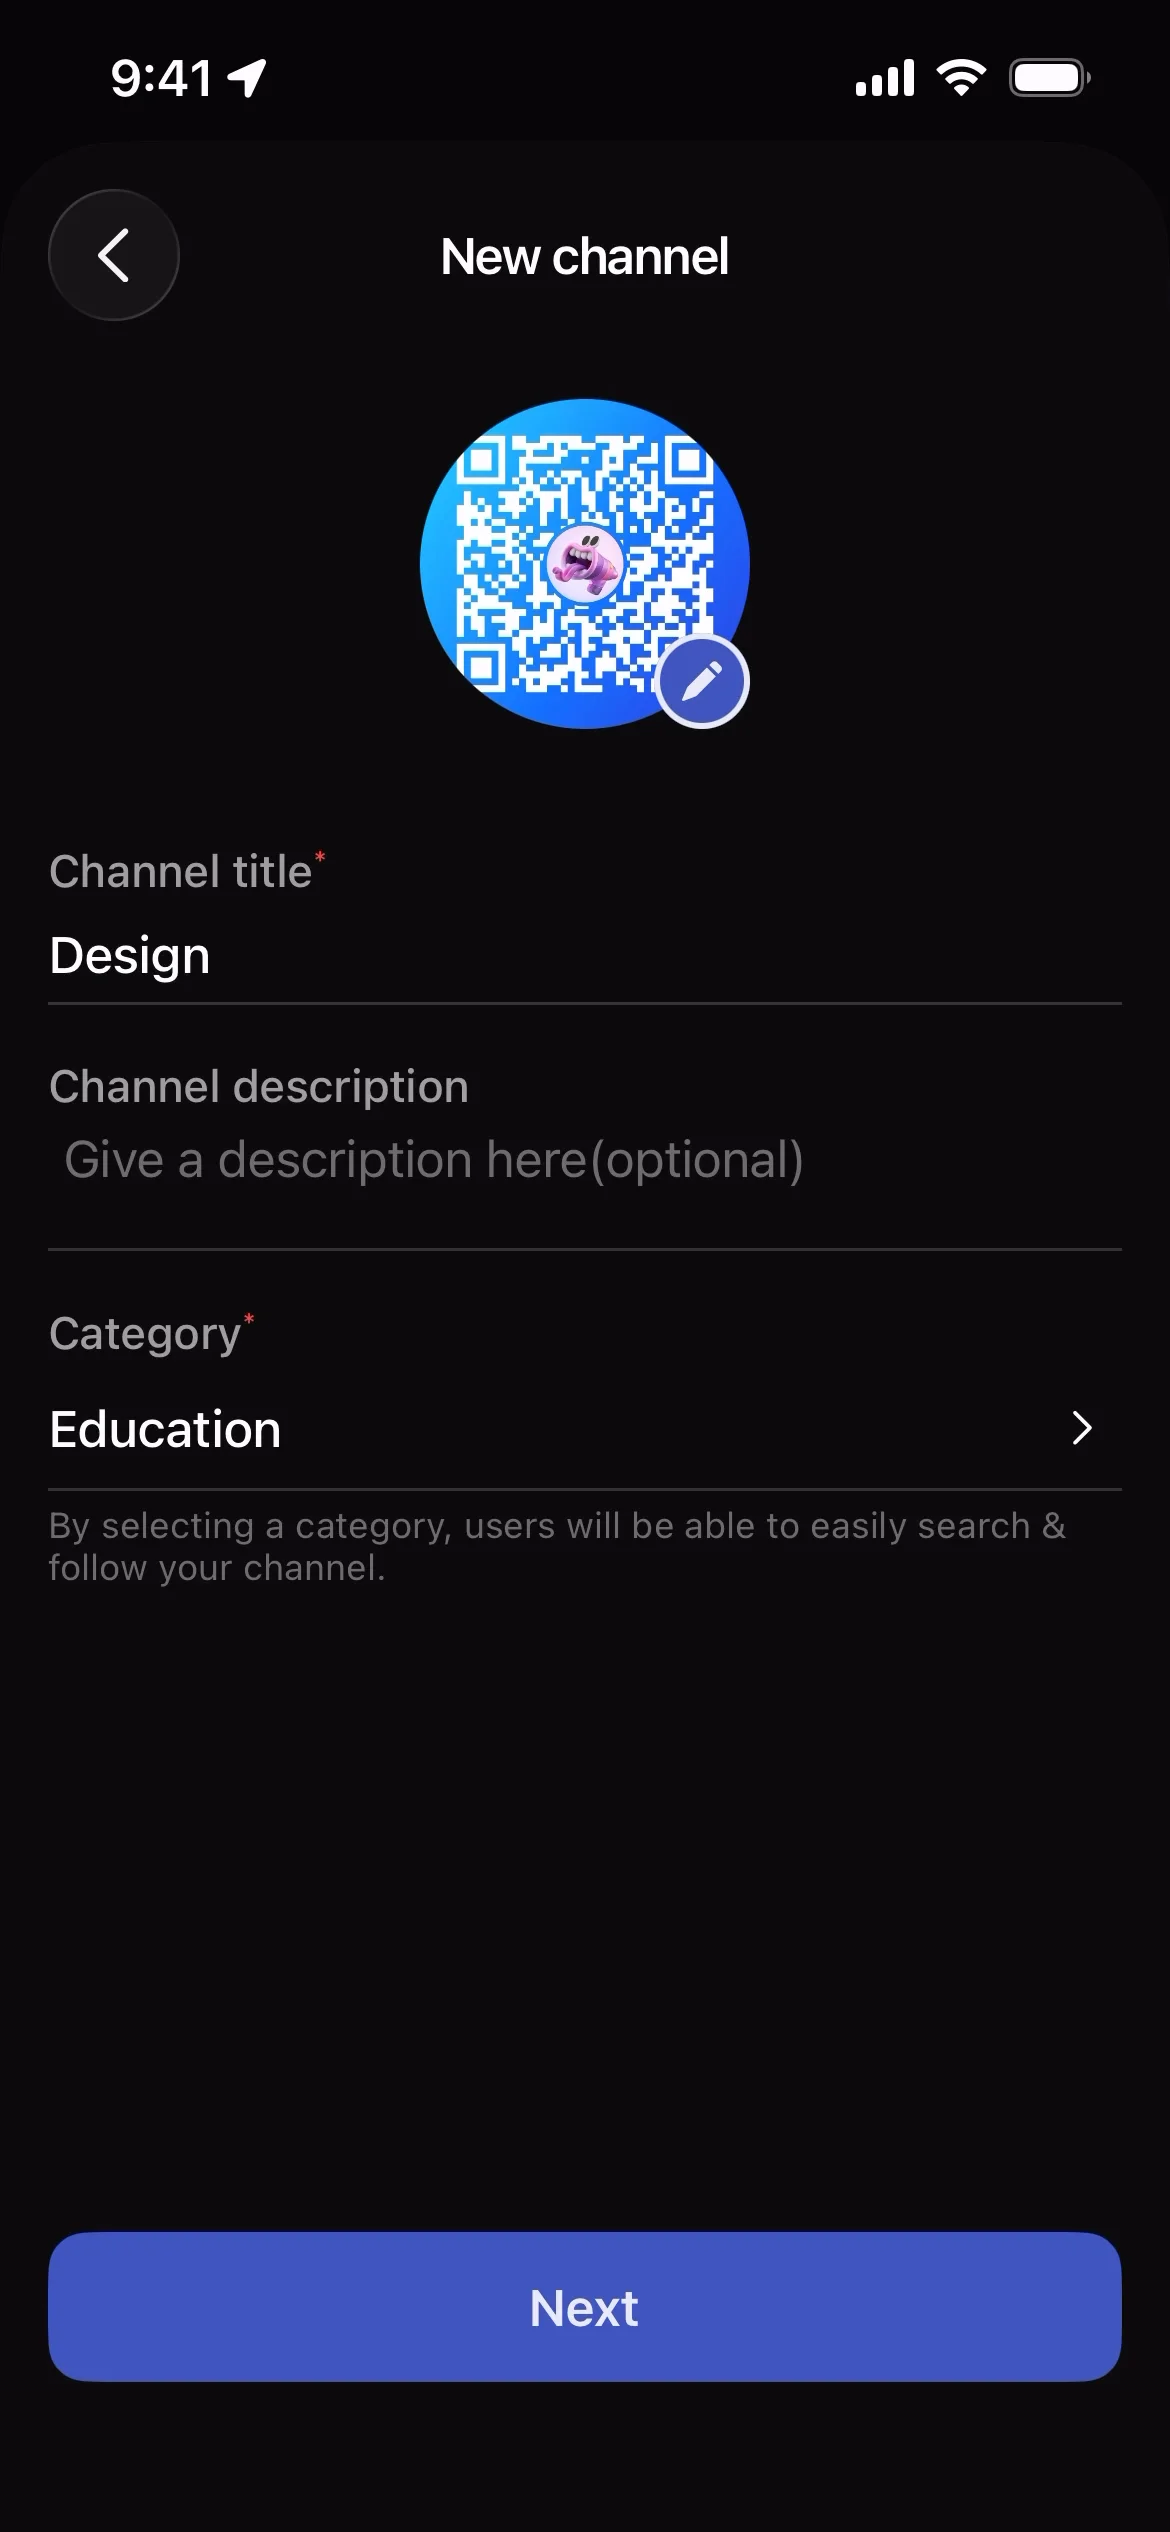 9:41
New channel
Channel title*
Design
Channel description
Give a description here(optional)
Category*
Education
By selecting a category, users will be able to easily search &
follow your channel.
Next